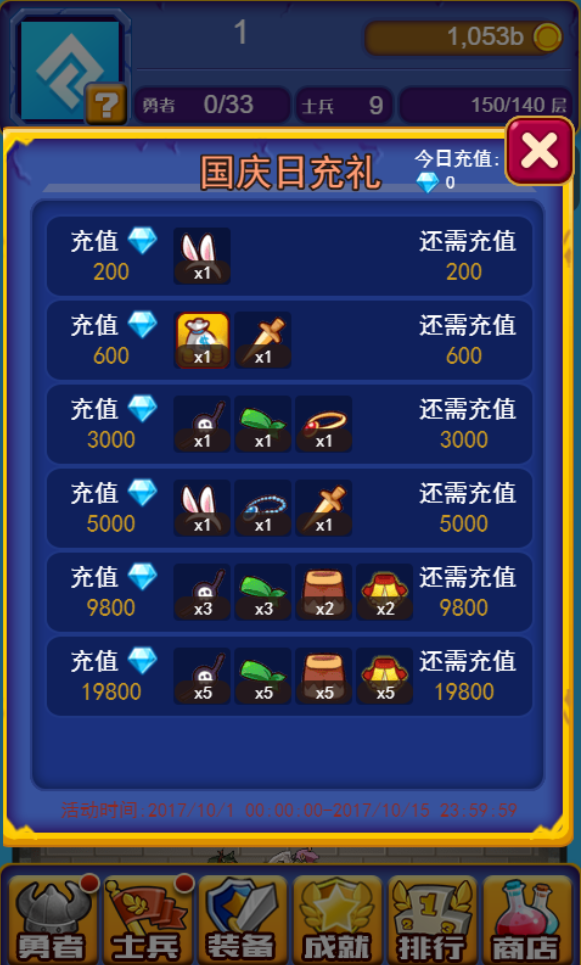 1
1,053b
?
勇者 0/33 士兵 9 150/140 层
国庆日充礼
今日充值:
0
充值 还需充值
200 x1 200
充值 还需充值
600 x1 x1 600
充值 还需充值
3000 x1 x1 x1 3000
充值 还需充值
5000 x1 x1 x1 5000
充值 还需充值
9800 x3 x3 x2 x2 9800
充值 还需充值
19800 x5 x5 x5 x5 19800
活动时间:2017/10/1 00:00:00-2017/10/15 23:59:59
1
勇者 士兵 装备 成就 排行 商店